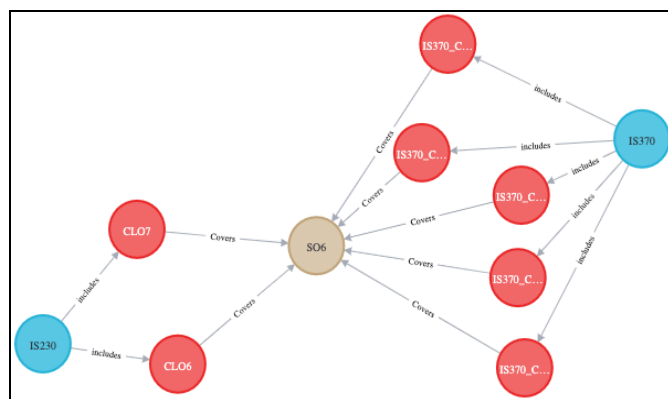 IS370_C...
includes
IS370
Covers
includes
IS370_C...
includes
Covers
IS370_C...
includes
Covers
CLO7
Covers
SO6
Covers
IS370_C...
includes
includes
Covers
Covers
IS230
includes
CLO6
IS370_C...